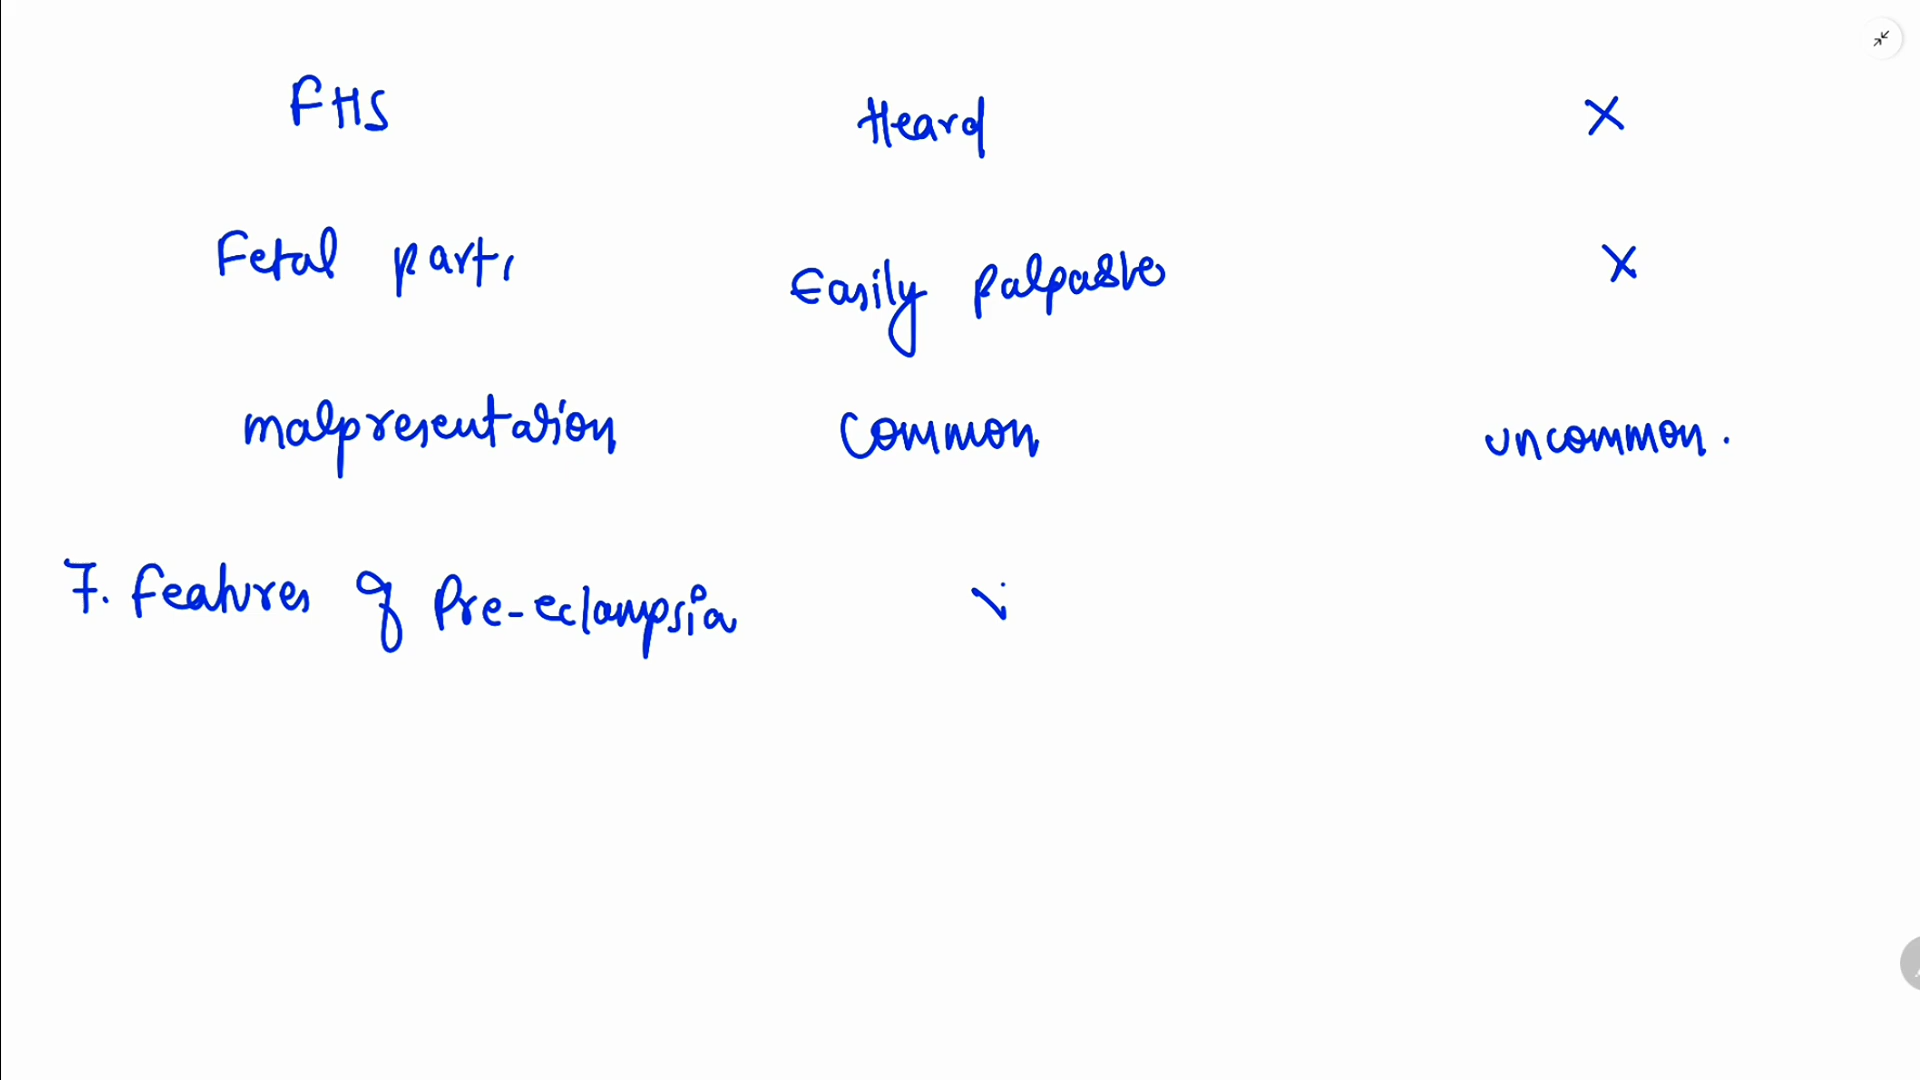 FHS Heard X
Fetal parts Easily palpable X
malpresentation Common uncommon.
7. Features of Pre-eclampsia